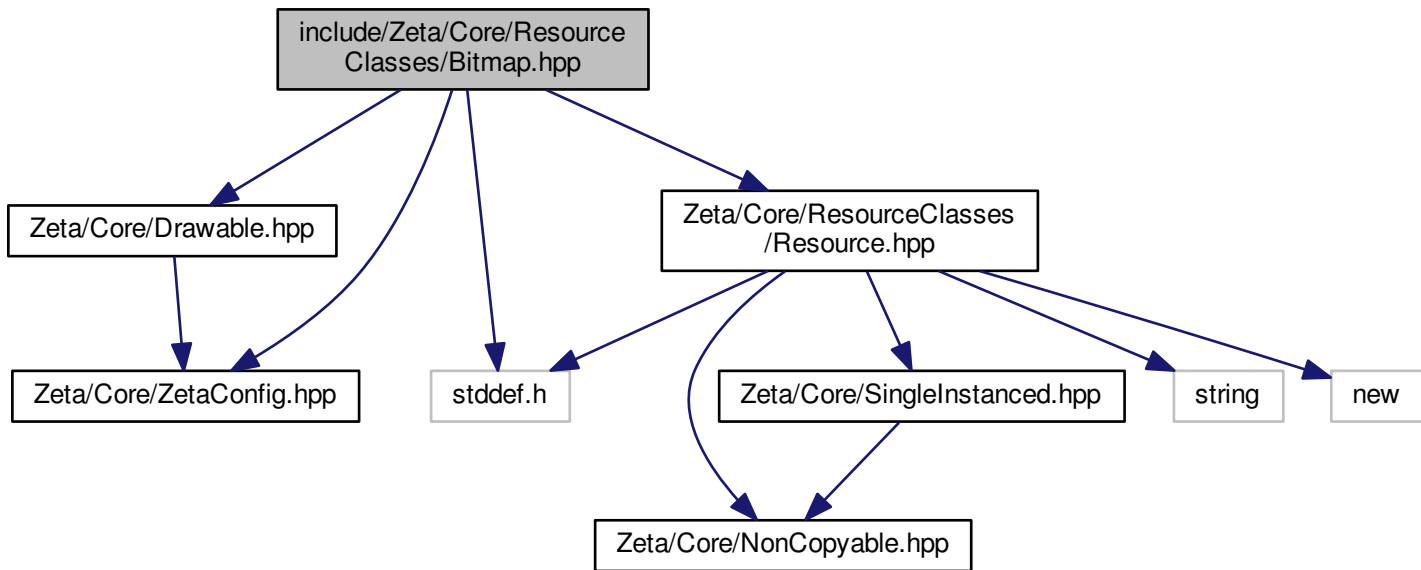 include/Zeta/Core/Resource
Classes/Bitmap.hpp
Zeta/Core/Drawable.hpp
Zeta/Core/ResourceClasses
/Resource.hpp
Zeta/Core/ZetaConfig.hpp
stddef.h
Zeta/Core/SingleInstanced.hpp
string
new
Zeta/Core/NonCopyable.hpp